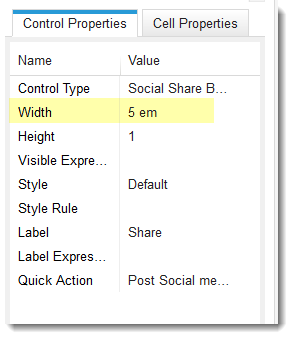 Control Properties Cell Properties
Name Value
Control Type Social Share B...
Width 5 em
Height 1
Visible Expre...
Style Default
Style Rule
Label Share
Label Expres...
Quick Action Post Social me...